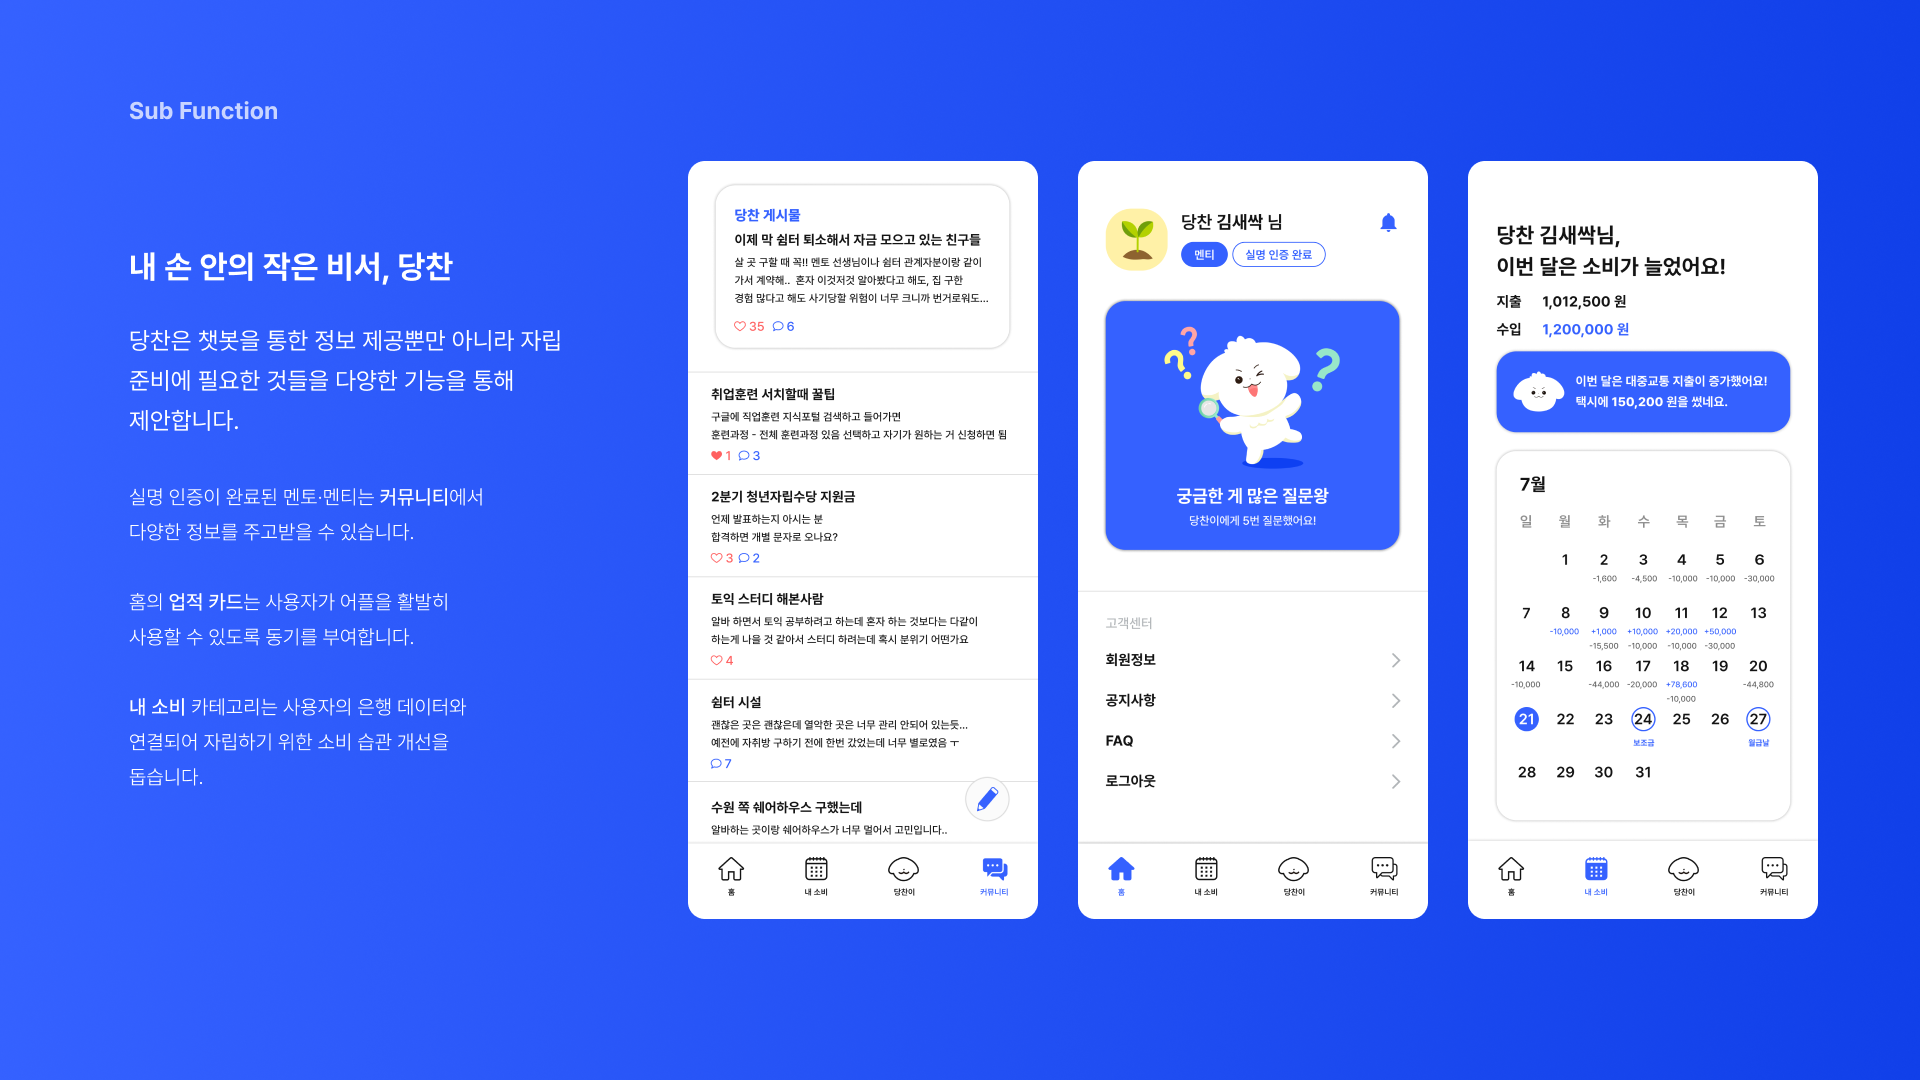 Sub Function
내 손 안의 작은 비서, 당찬
당찬은 챗봇을 통한 정보 제공뿐만 아니라 자립
준비에 필요한 것들을 다양한 기능을 통해
제안합니다.
실명 인증이 완료된 멘토·멘티는 커뮤니티에서
다양한 정보를 주고받을 수 있습니다.
홈의 업적 카드는 사용자가 어플을 활발히
사용할 수 있도록 동기를 부여합니다.
내 소비 카테고리는 사용자의 은행 데이터와
연결되어 자립하기 위한 소비 습관 개선을
돕습니다.
당찬 게시물
이제 막 쉼터 퇴소해서 자금 모으고 있는 친구들
살 곳 구할 때 꼭!! 멘토 선생님이나 쉼터 관계자분이랑 같이
가서 계약해.. 혼자 이것저것 알아봤다고 해도, 집 구한
경험 많다고 해도 사기당할 위험이 너무 크니까 번거로워도...
35 6
취업훈련 서치할때 꿀팁
구글에 직업훈련 지식포털 검색하고 들어가면
훈련과정 - 전체 훈련과정 있음 선택하고 자기가 원하는 거 신청하면 됨
1 3
2분기 청년자립수당 지원금
언제 발표하는지 아시는 분
합격하면 개별 문자로 오나요?
3 2
토익 스터디 해본사람
알바 하면서 토익 공부하려고 하는데 혼자 하는 것보다는 다같이
하는게 나을 것 같아서 스터디 하려는데 혹시 분위기 어떤가요
4
쉼터 시설
괜찮은 곳은 괜찮은데 열악한 곳은 너무 관리 안되어 있는듯...
예전에 자취방 구하기 전에 한번 갔었는데 너무 별로였음 ㅜ
7
수원 쪽 쉐어하우스 구했는데
알바하는 곳이랑 쉐어하우스가 너무 멀어서 고민입니다..
홈 내 소비 당찬이 커뮤니티
당찬 김새싹 님
멘티 실명 인증 완료
? ? ?
궁금한 게 많은 질문왕
당찬이에게 5번 질문했어요!
고객센터
회원정보
공지사항
FAQ
로그아웃
홈 내 소비 당찬이 커뮤니티
당찬 김새싹님,
이번 달은 소비가 늘었어요!
지출 1,012,500 원
수입 1,200,000 원
이번 달은 대중교통 지출이 증가했어요!
택시에 150,200 원을 썼네요.
7월
일 월 화 수 목 금 토
1 2 3 4 5 6
-1,600 -4,500 -10,000 -10,000 -30,000
7 8 9 10 11 12 13
-10,000 +1,000 +10,000 +20,000 +50,000
-15,500 -10,000 -10,000 -30,000
14 15 16 17 18 19 20
-10,000 -44,000 -20,000 +78,600 -44,800
-10,000
21 22 23 24 25 26 27
보조금 월급날
28 29 30 31
홈 내 소비 당찬이 커뮤니티